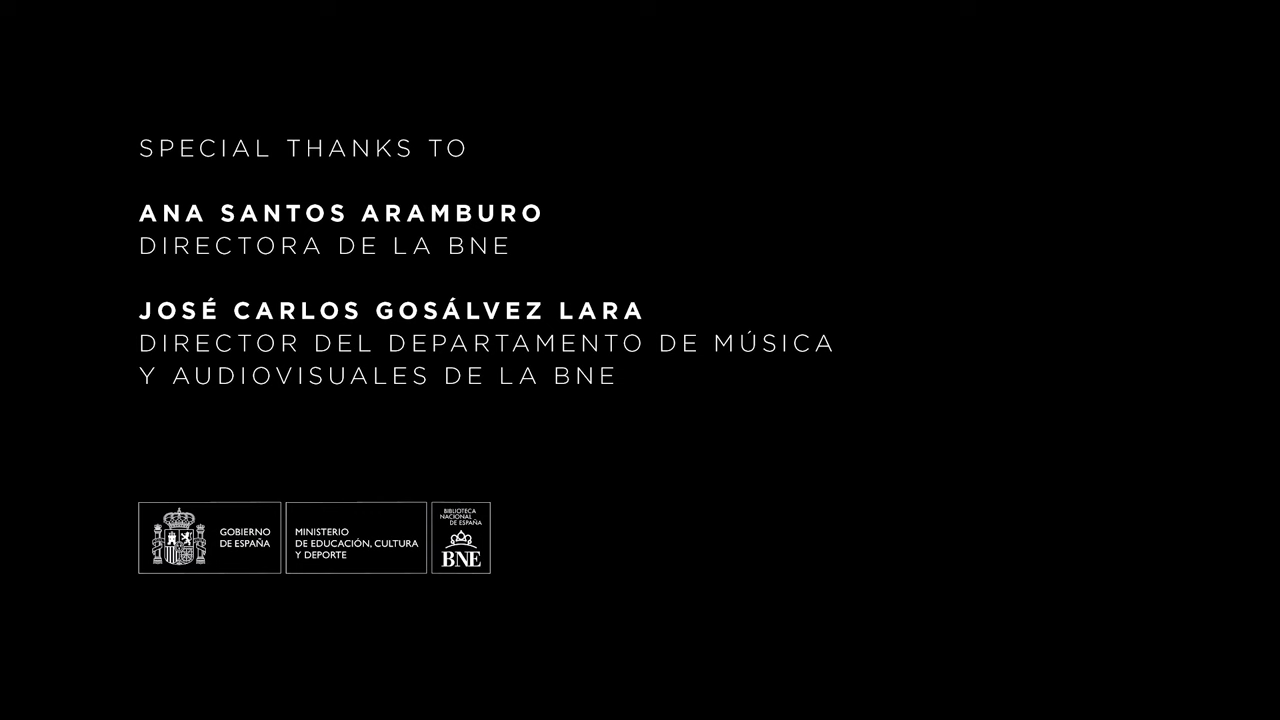 SPECIAL THANKS TO
ANA SANTOS ARAMBURO
DIRECTORA DE LA BNE
JOSÉ CARLOS GOSÁLVEZ LARA
DIRECTOR DEL DEPARTAMENTO DE MÚSICA
Y AUDIOVISUALES DE LA BNE
GOBIERNO
DE ESPAÑA
MINISTERIO
DE EDUCACIÓN, CULTURA
Y DEPORTE
BIBLIOTECA
NACIONAL
DE ESPAÑA
BNE